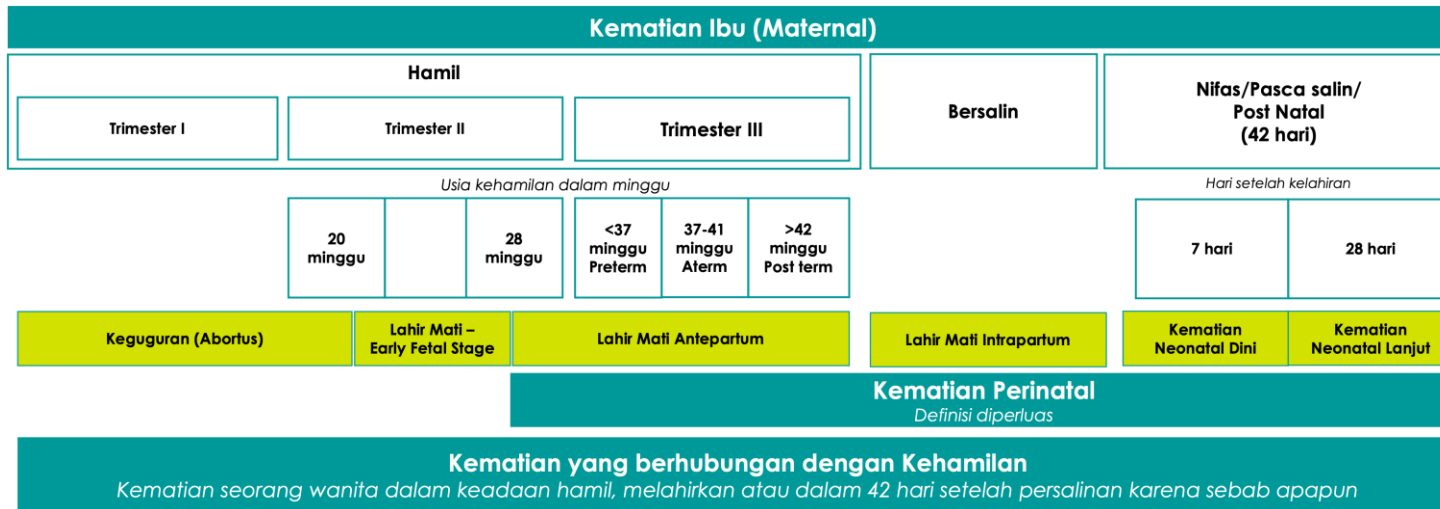 Kematian Ibu (Maternal)
Hamil
Bersalin
Nifas/Pasca salin/
Post Natal
(42 hari)
Trimester I
Trimester II
Trimester III
Usia kehamilan dalam minggu
Hari setelah kelahiran
20
minggu
28
minggu
<37
minggu
Preterm
37-41
minggu
Aterm
>42
minggu
Post term
7 hari
28 hari
Keguguran (Abortus)
Lahir Mati –
Early Fetal Stage
Lahir Mati Antepartum
Lahir Mati Intrapartum
Kematian
Neonatal Dini
Kematian
Neonatal Lanjut
Kematian Perinatal
Definisi diperluas
Kematian yang berhubungan dengan Kehamilan
Kematian seorang wanita dalam keadaan hamil, melahirkan atau dalam 42 hari setelah persalinan karena sebab apapun